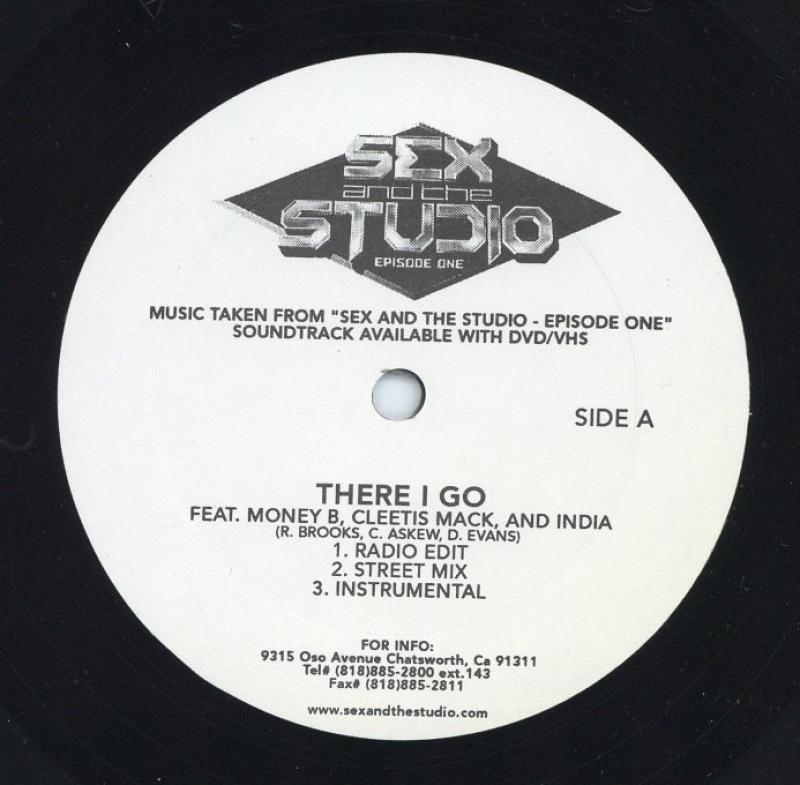 SEX
and the
STUDIO
EPISODE ONE
MUSIC TAKEN FROM "SEX AND THE STUDIO - EPISODE ONE"
SOUNDTRACK AVAILABLE WITH DVD/VHS
SIDE A
THERE I GO
FEAT. MONEY B, CLEETIS MACK, AND INDIA
(R. BROOKS, C. ASKEW, D. EVANS)
1. RADIO EDIT
2. STREET MIX
3. INSTRUMENTAL
FOR INFO:
9315 Oso Avenue Chatsworth, Ca 91311
Tel# (818)885-2800 ext.143
Fax# (818)885-2811
www.sexandthestudio.com